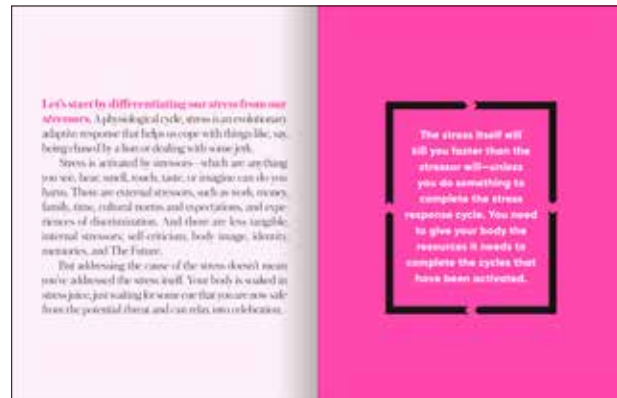 Let's start by differentiating our stress from our
stressors. A physiological cycle, stress is an evolutionary
adaptive response that helps us cope with things like, say,
being chased by a lion or dealing with some jerk.
Stress is activated by stressors—which are anything
you see, hear, smell, touch, taste, or imagine can do you
harm. There are external stressors, such as work, money,
family, time, cultural norms and expectations, and expe-
riences of discrimination. And there are less tangible,
internal stressors: self-criticism, body image, identity,
memories, and The Future.
But addressing the cause of the stress doesn't mean
you've addressed the stress itself. Your body is soaked in
stress juice, just waiting for some cue that you are now safe
from the potential threat and can relax into celebration.
The stress itself will
kill you faster than the
stressor will—unless
you do something to
complete the stress
response cycle. You need
to give your body the
resources it needs to
complete the cycles that
have been activated.